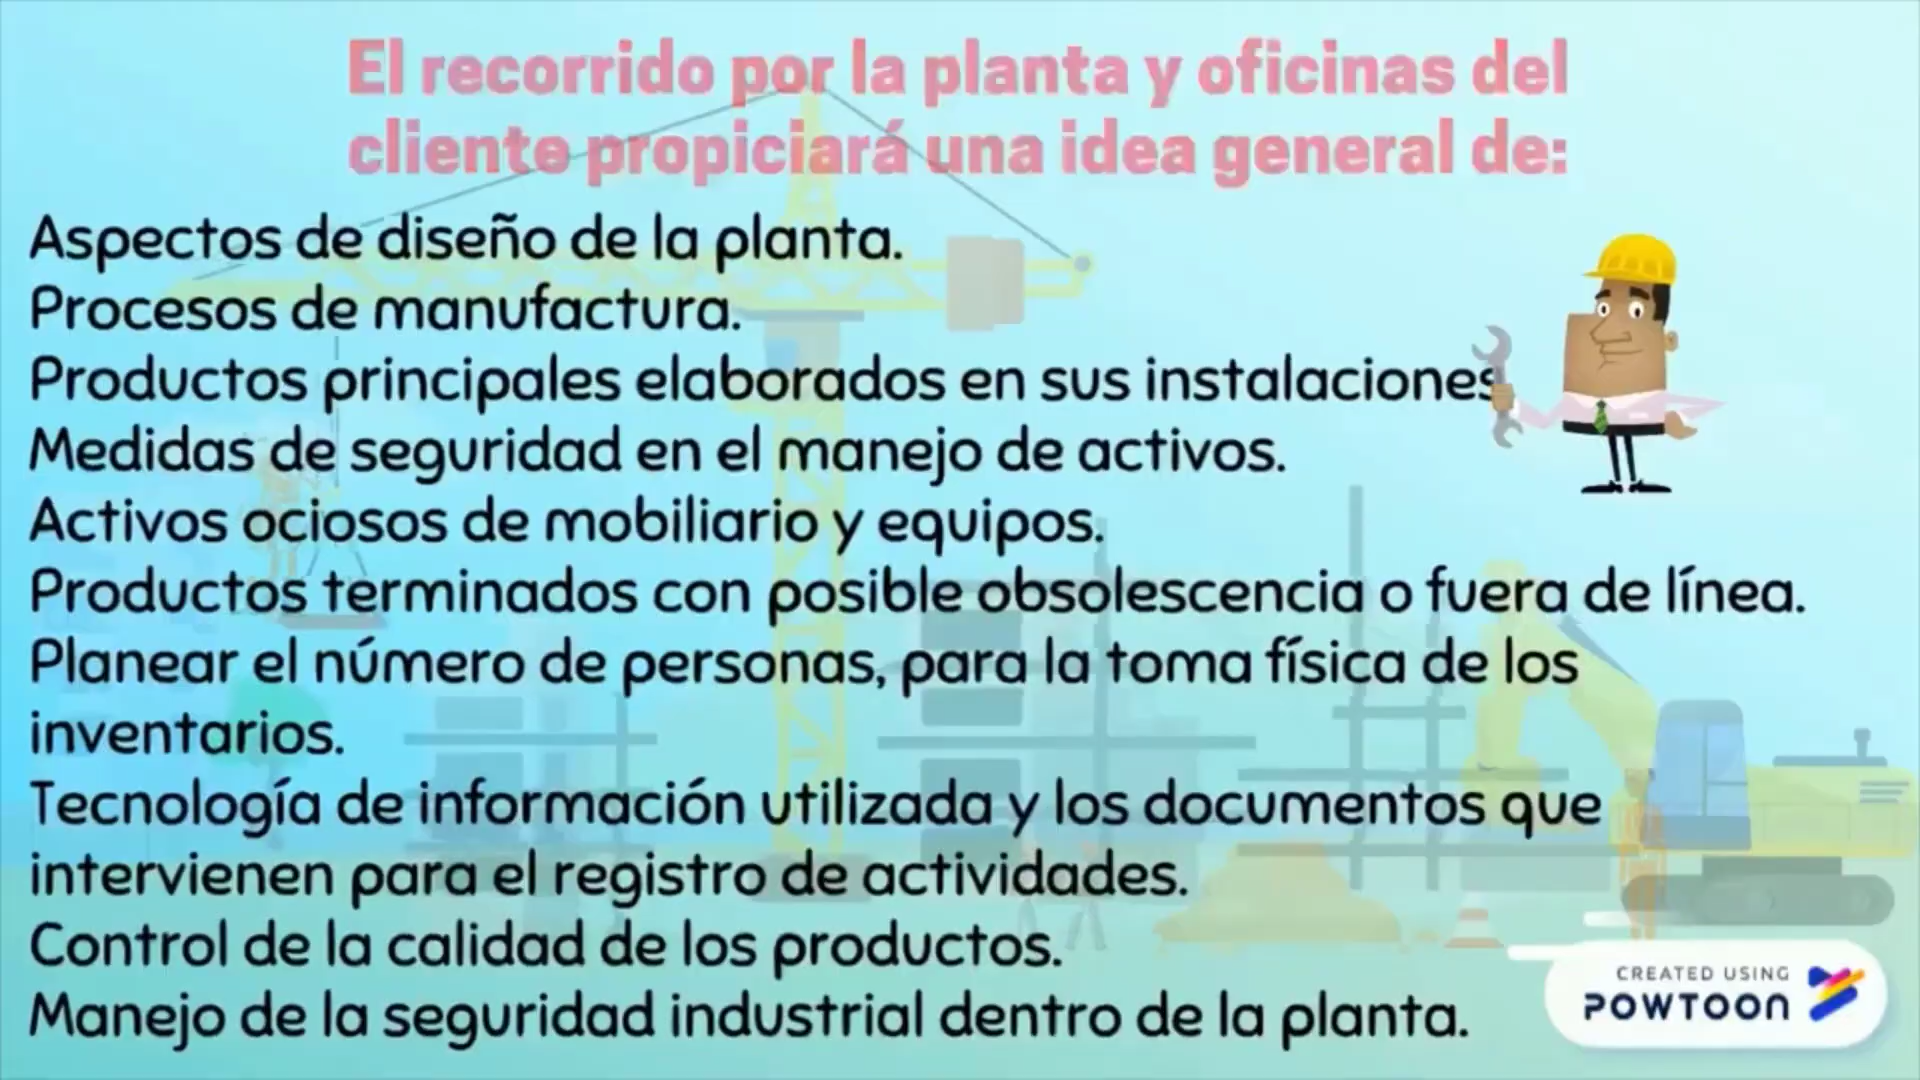 El recorrido por la planta y oficinas del
cliente propiciará una idea general de:
Aspectos de diseño de la planta.
Procesos de manufactura.
Productos principales elaborados en sus instalaciones
Medidas de seguridad en el manejo de activos.
Activos ociosos de mobiliario y equipos.
Productos terminados con posible obsolescencia o fuera de línea.
Planear el número de personas, para la toma física de los
inventarios.
Tecnología de información utilizada y los documentos que
intervienen para el registro de actividades.
Control de la calidad de los productos.
Manejo de la seguridad industrial dentro de la planta.
CREATED USING
POWTOON